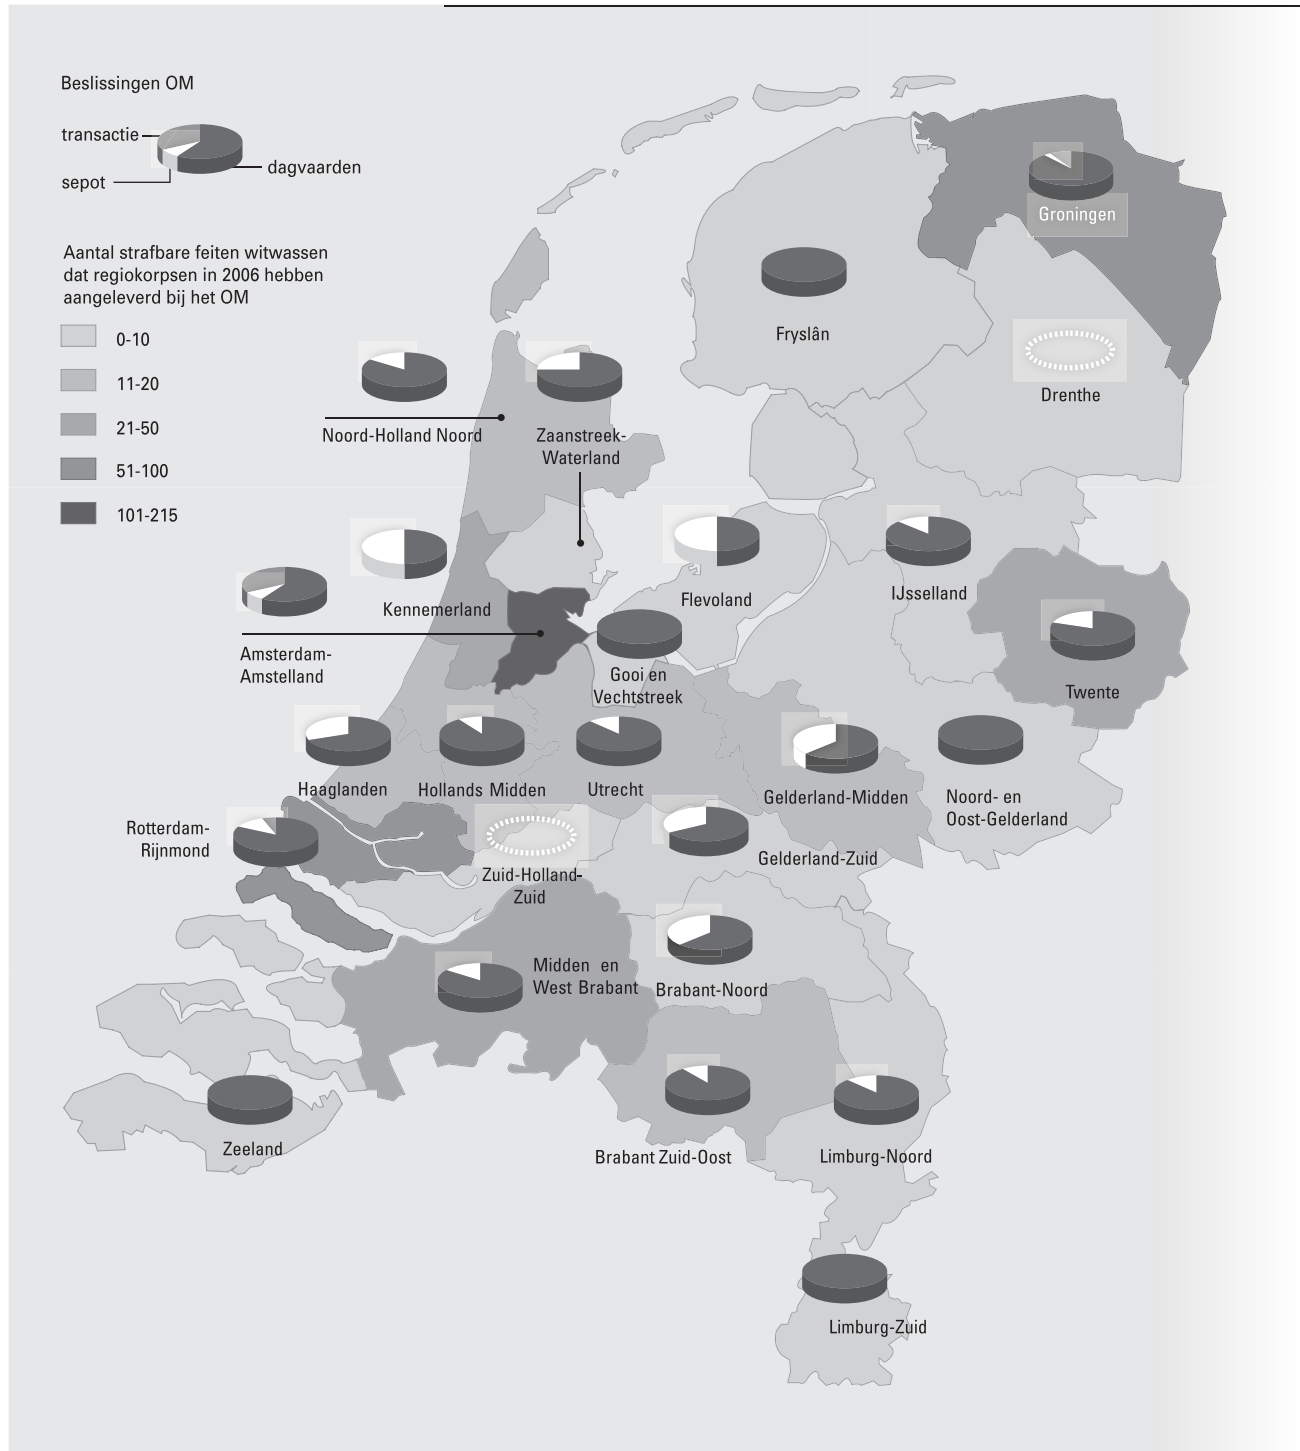 Beslissingen OM
transactie
sepot
dagvaarden
Aantal strafbare feiten witwassen
dat regiokorpsen in 2006 hebben
aangeleverd bij het OM
0-10
11-20
21-50
51-100
101-215
Groningen
Fryslân
Drenthe
Noord-Holland Noord
Zaanstreek-
Waterland
Kennemerland
Flevoland
IJsselland
Amsterdam-
Amstelland
Gooi en
Vechtstreek
Twente
Haaglanden
Hollands Midden
Utrecht
Gelderland-Midden
Noord- en
Oost-Gelderland
Rotterdam-
Rijnmond
Zuid-Holland-
Zuid
Gelderland-Zuid
Midden en
West Brabant
Brabant-Noord
Zeeland
Brabant Zuid-Oost
Limburg-Noord
Limburg-Zuid